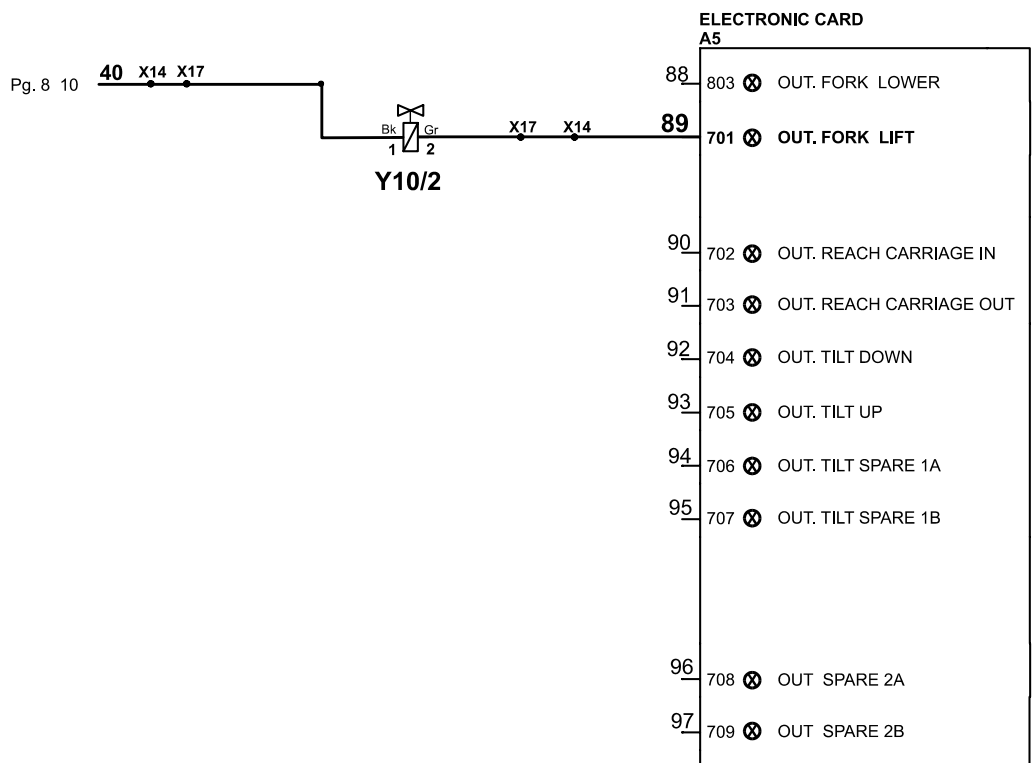 ELECTRONIC CARD
A5
Pg. 8 10 40 X14 X17
88 803 OUT. FORK LOWER
Bk Gr X17 X14 89 701 OUT. FORK LIFT
1 2
Y10/2
90 702 OUT. REACH CARRIAGE IN
91 703 OUT. REACH CARRIAGE OUT
92 704 OUT. TILT DOWN
93 705 OUT. TILT UP
94 706 OUT. TILT SPARE 1A
95 707 OUT. TILT SPARE 1B
96 708 OUT SPARE 2A
97 709 OUT SPARE 2B